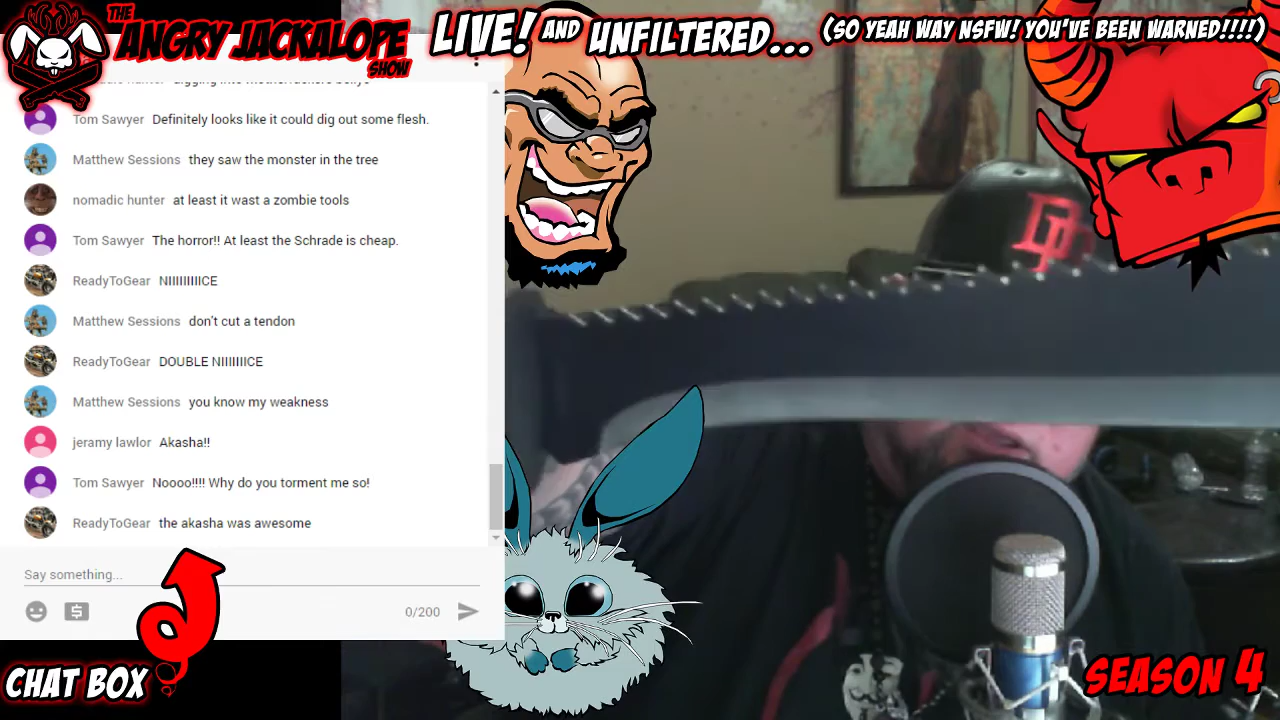 THE
ANGRY JACKALOPE
SHOW
LIVE! AND UNFILTERED... (SO YEAH WAY NSFW! YOU'VE BEEN WARNED!!!!)
Tom Sawyer Definitely looks like it could dig out some flesh.
Matthew Sessions they saw the monster in the tree
nomadic hunter at least it wast a zombie tools
Tom Sawyer The horror!! At least the Schrade is cheap.
ReadyToGear NIIIIIIIICE
Matthew Sessions don't cut a tendon
ReadyToGear DOUBLE NIIIIIIICE
Matthew Sessions you know my weakness
jeramy lawlor Akasha!!
Tom Sawyer Noooo!!!! Why do you torment me so!
ReadyToGear the akasha was awesome
Say something...
0/200
CHAT BOX
SEASON 4